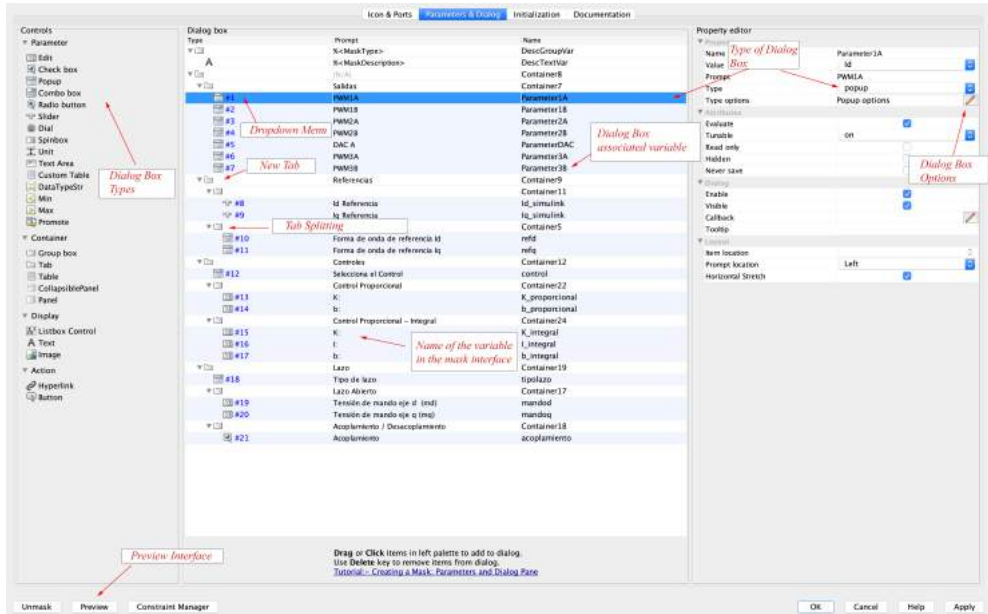 Icon & Ports Parameters & Dialog Initialization Documentation
Controls
Parameter
Edit
Check box
Popup
Combo box
Radio button
Slider
Dial
Spinbox
Unit
Text Area
Custom Table
DataTypeStr
Min
Max
Promote
Container
Group box
Tab
Table
CollapsiblePanel
Panel
Display
Listbox Control
A Text
Image
Action
Hyperlink
Button
Dialog Box
Types
Dialog box
Type Prompt Name
%<MaskType> DescGroupVar
A %<MaskDescription> DescTextVar
Container8
Salidas Container7
#1 PWM1A Parameter1A
#2 PWM1B Parameter1B
#3 PWM2A Parameter2A
#4 PWM2B Parameter2B
#5 DAC A ParameterDAC
#6 PWM3A Parameter3A
#7 PWM3B Parameter3B
Referencias Container9
Container11
#8 Id Referencia Id_simulink
#9 Iq Referencia Iq_simulink
Container5
#10 Forma de onda de referencia Id refd
#11 Forma de onda de referencia Iq refq
Controles Container12
#12 Selecciona el Control control
Control Proporcional Container22
#13 K: K_proporcional
#14 b: b_proporcional
Control Proporcional - Integral Container24
#15 K: K_integral
#16 I: I_integral
#17 b: b_integral
Lazo Container19
#18 Tipo de lazo tipolazo
Lazo Abierto Container17
#19 Tensión de mando eje d (md) mandod
#20 Tensión de mando eje q (mq) mandoq
Acoplamiento / Desacoplamiento Container18
#21 Acoplamiento acoplamiento
Dropdown Menu
New Tab
Tab Splitting
Dialog Box
associated variable
Name of the variable
in the mask interface
Drag or Click items in left palette to add to dialog.
Use Delete key to remove items from dialog.
Tutorial:- Creating a Mask: Parameters and Dialog Pane
Property editor
Name Parameter1A
Value Id
Prompt PWM1A
Type popup
Type options Popup options
Attributes
Evaluate
Tunable on
Read only
Hidden
Never save
Dialog
Enable
Visible
Callback
Tooltip
Layout
Item location
Prompt location Left
Horizontal Stretch
Type of Dialog
Box
Dialog Box
Options
Preview Interface
Unmask Preview Constraint Manager OK Cancel Help Apply